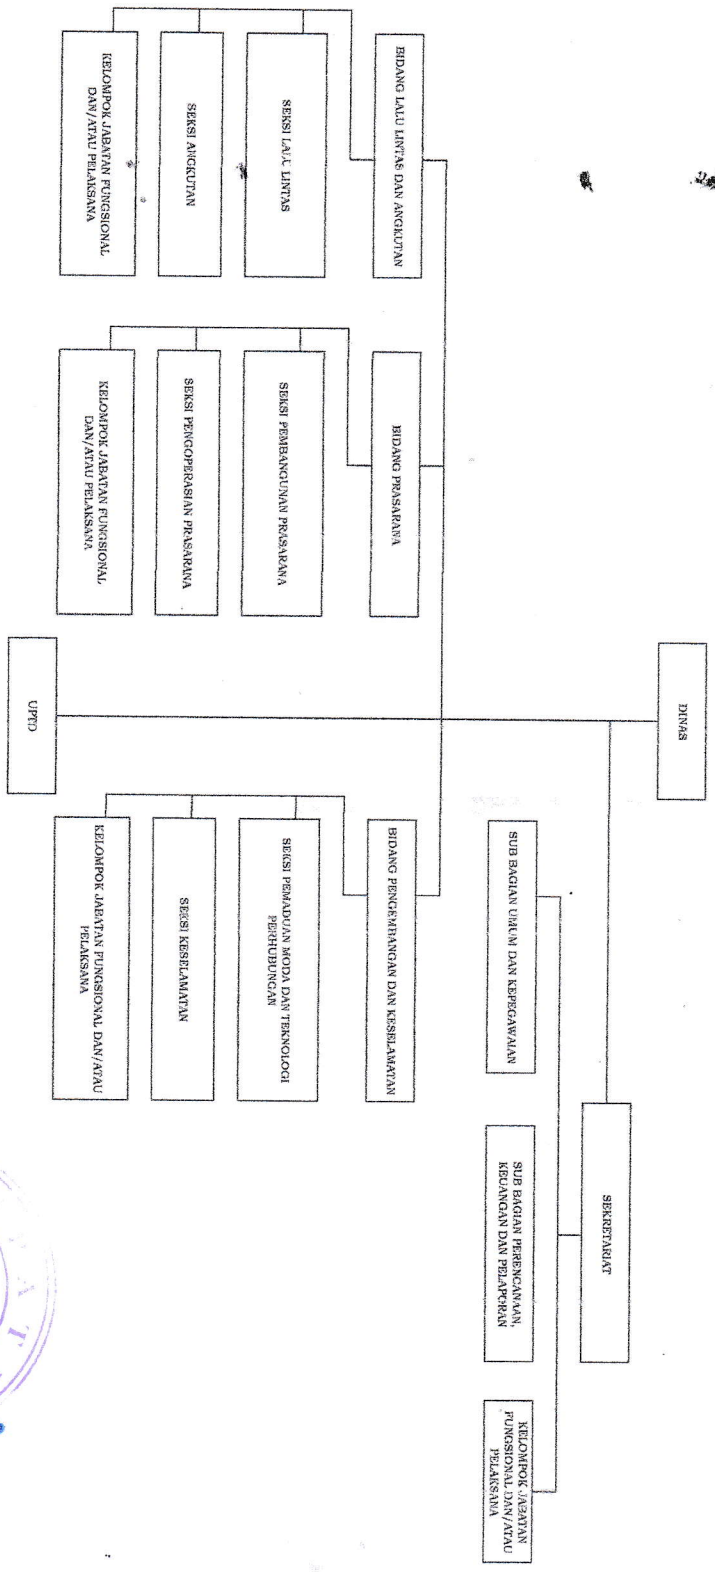 DINAS
SEKRETARIAT
SUB BAGIAN UMUM DAN KEPEGAWAIAN
SUB BAGIAN PERENCANAAN,
KEUANGAN DAN PELAPORAN
KELOMPOK JABATAN
FUNGSIONAL DAN/ATAU
PELAKSANA
BIDANG LALU LINTAS DAN ANGKUTAN
SEKSI LALU LINTAS
SEKSI ANGKUTAN
KELOMPOK JABATAN FUNGSIONAL
DAN/ATAU PELAKSANA
BIDANG PRASARANA
SEKSI PEMBANGUNAN PRASARANA
SEKSI PENGOPERASIAN PRASARANA
KELOMPOK JABATAN FUNGSIONAL
DAN/ATAU PELAKSANA
BIDANG PENGEMBANGAN DAN KESELAMATAN
SEKSI PEMADUAN MODA DAN TEKNOLOGI
PERHUBUNGAN
SEKSI KESELAMATAN
KELOMPOK JABATAN FUNGSIONAL DAN/ATAU
PELAKSANA
UPTD